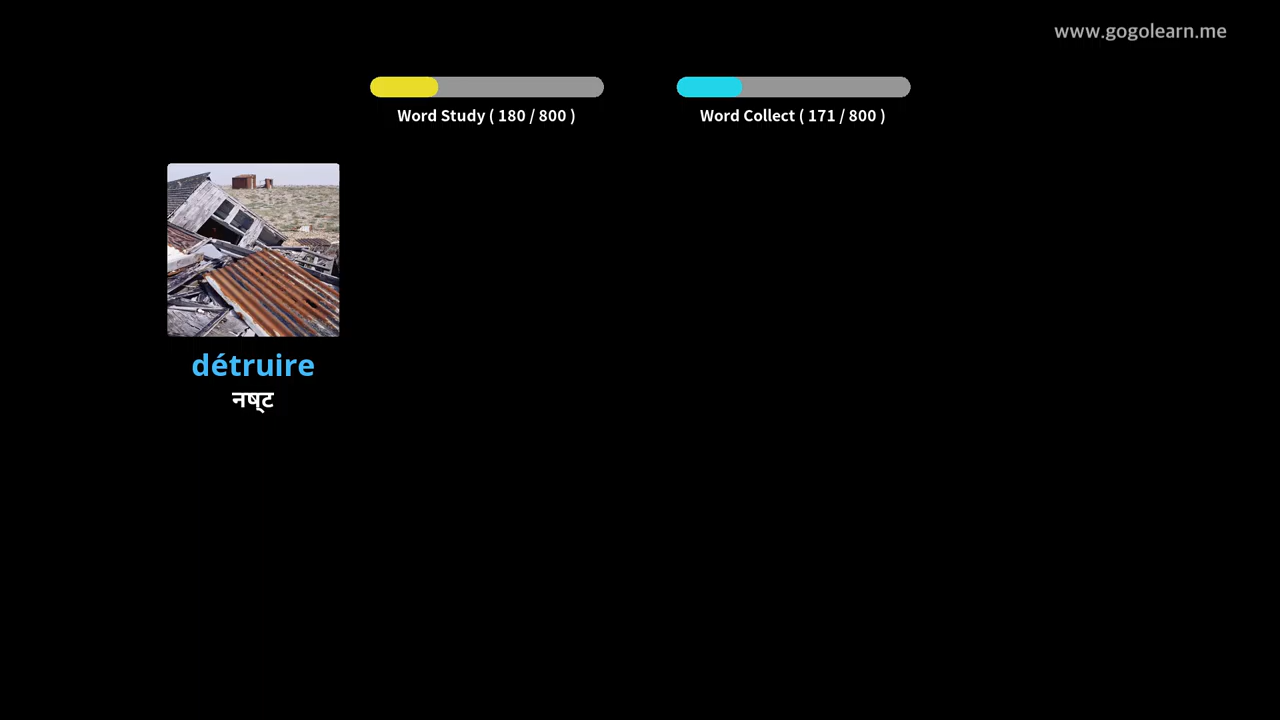 www.gogolearn.me
Word Study ( 180 / 800 )
Word Collect ( 171 / 800 )
détruire
नष्ट